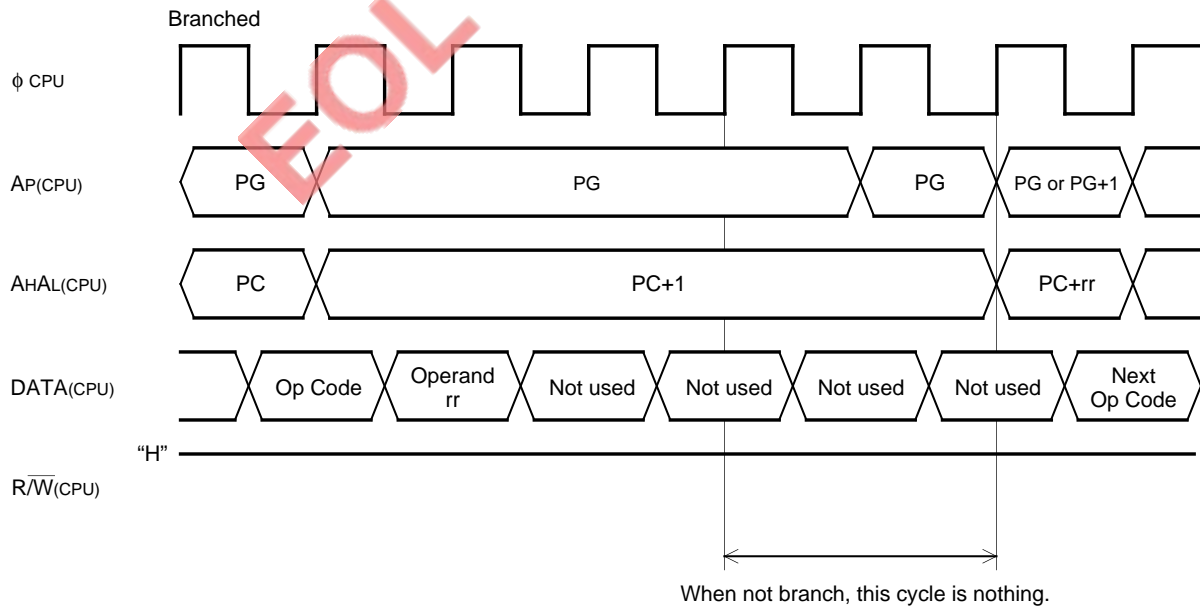 Branched
EOL
ϕ CPU
AP(CPU)
PG
PG
PG
PG or PG+1
AHAL(CPU)
PC
PC+1
PC+rr
DATA(CPU)
Op Code
Operand
rr
Not used
Not used
Not used
Not used
Next
Op Code
“H”
R/W̅(CPU)
When not branch, this cycle is nothing.